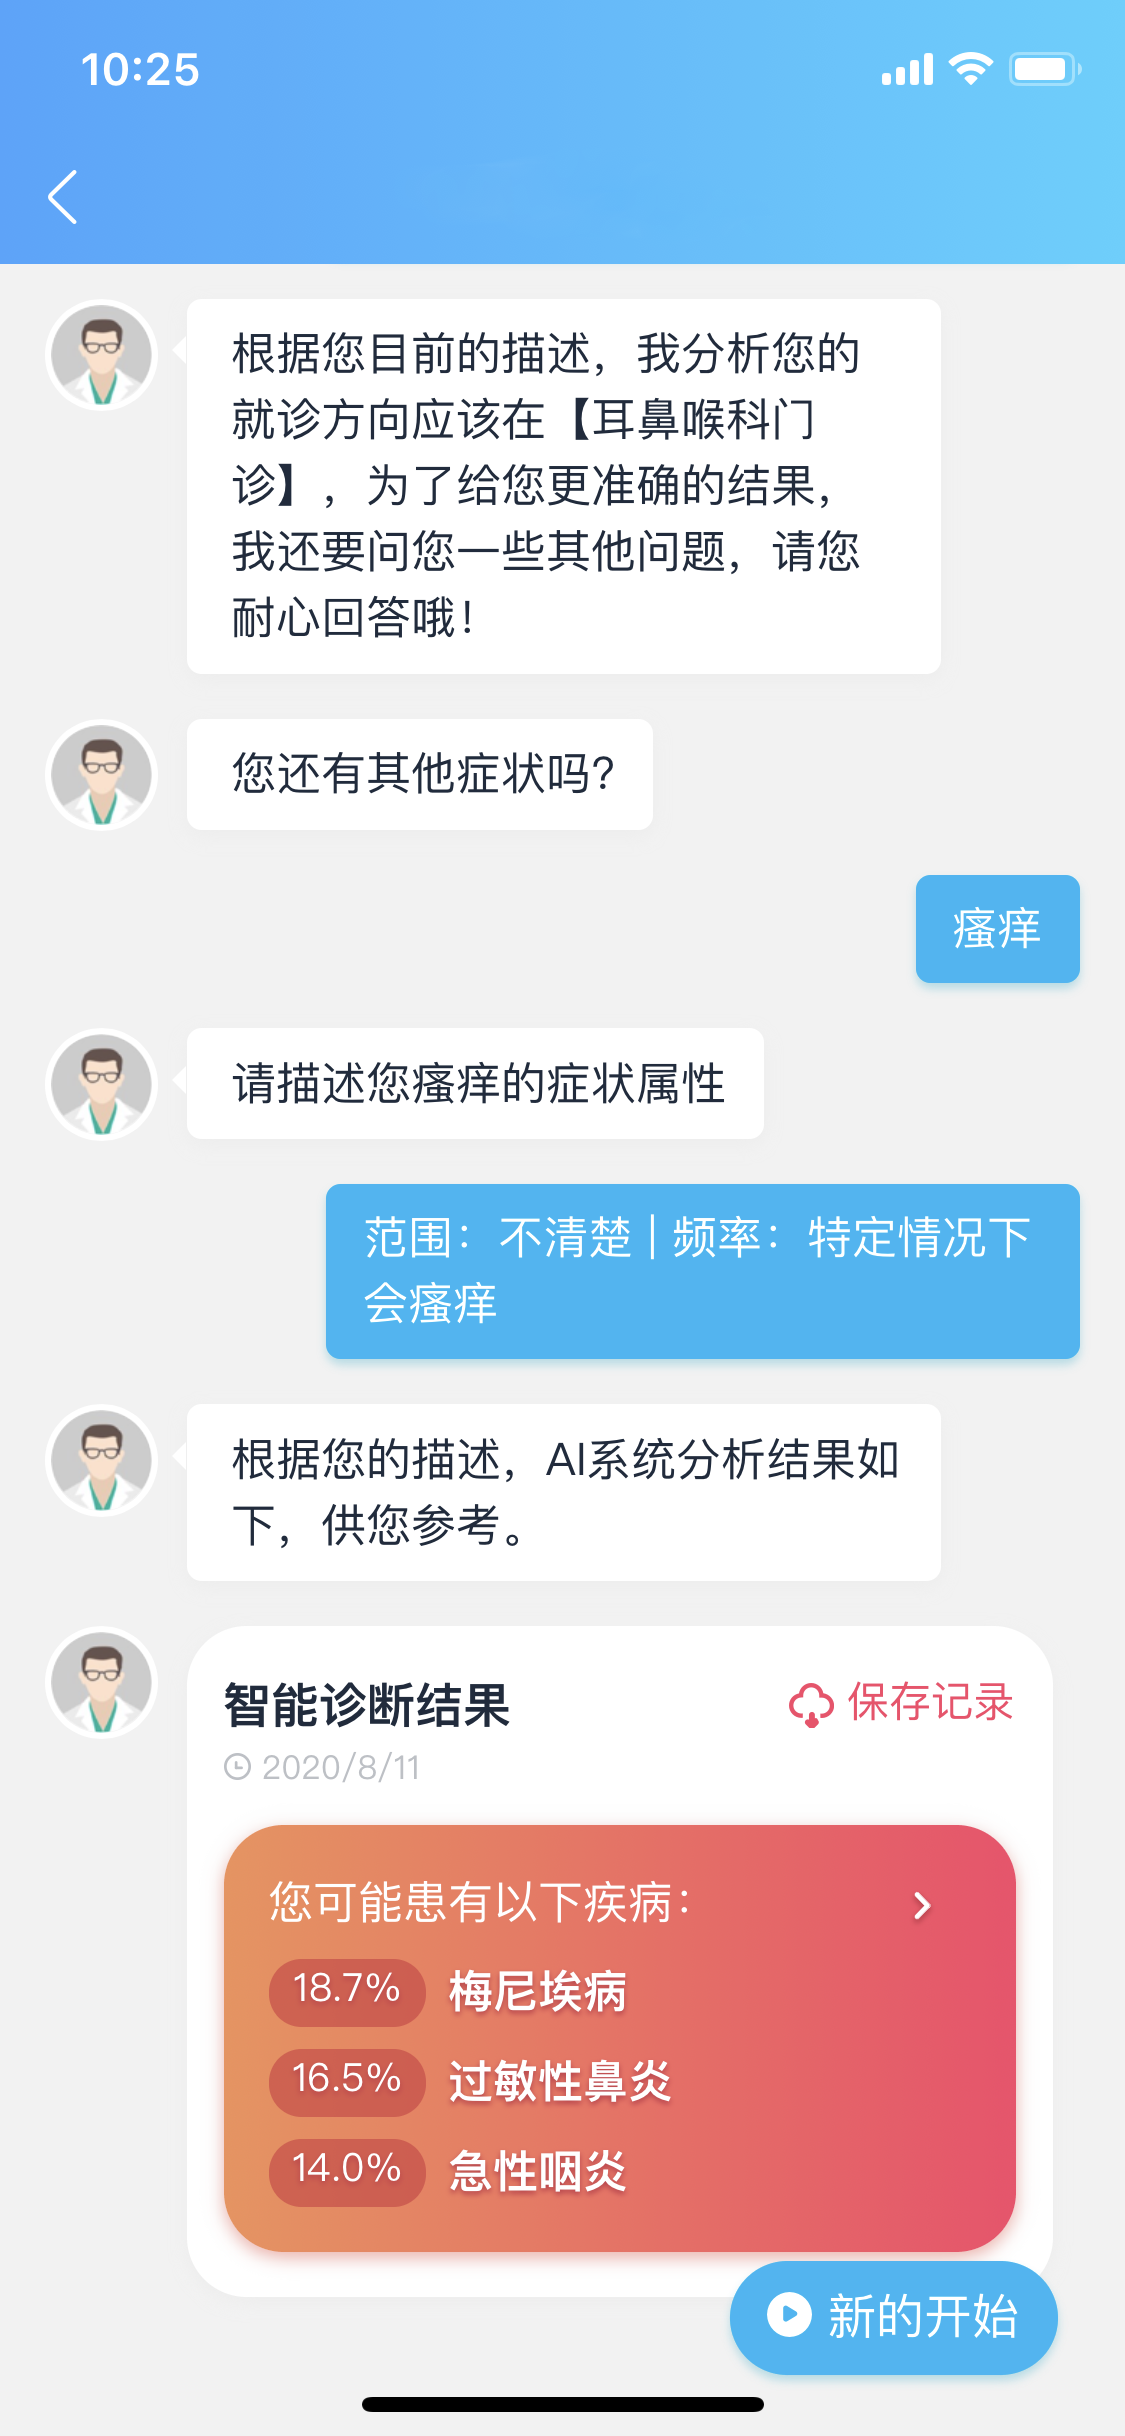 10:25
根据您目前的描述，我分析您的
就诊方向应该在【耳鼻喉科门
诊】，为了给您更准确的结果，
我还要问您一些其他问题，请您
耐心回答哦！
您还有其他症状吗?
瘙痒
请描述您瘙痒的症状属性
范围：不清楚 | 频率：特定情况下
会瘙痒
根据您的描述，AI系统分析结果如
下，供您参考。
智能诊断结果
保存记录
2020/8/11
您可能患有以下疾病：
18.7% 梅尼埃病
16.5% 过敏性鼻炎
14.0% 急性咽炎
新的开始